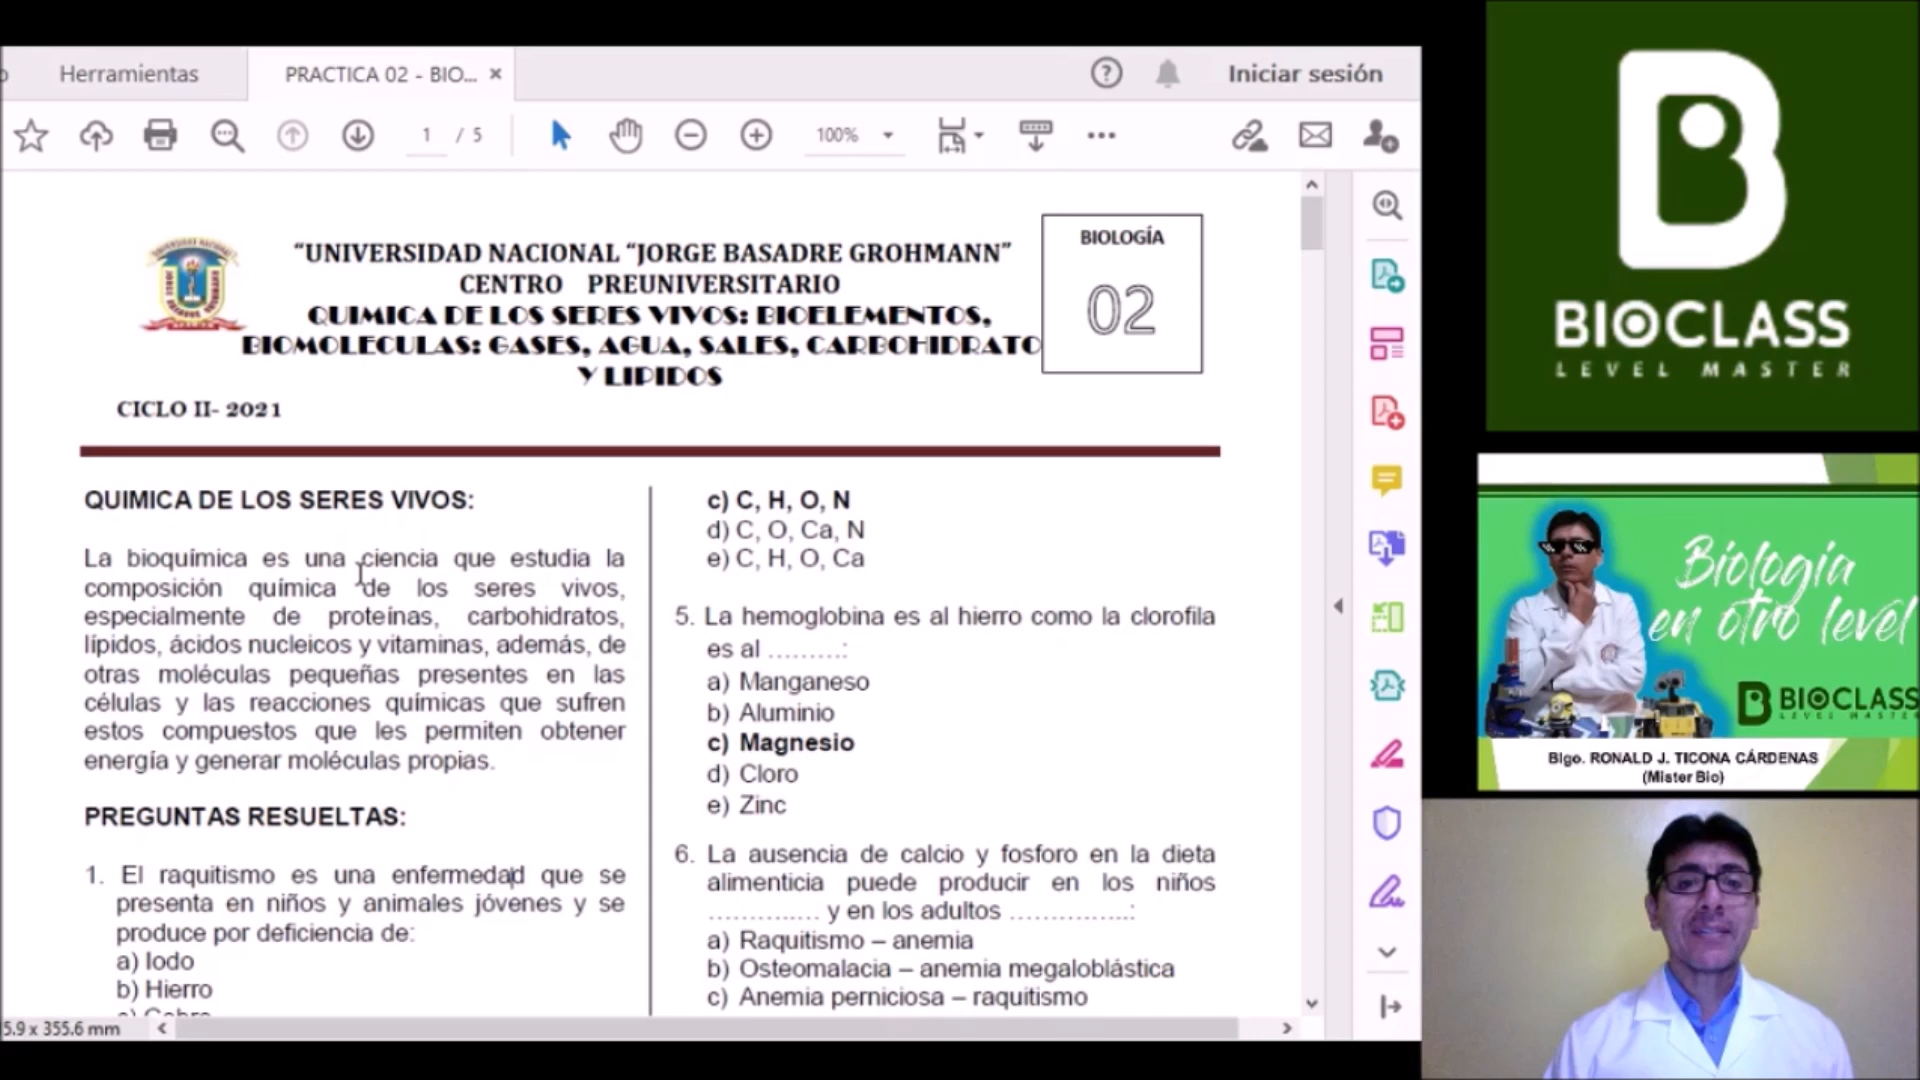 Herramientas
PRACTICA 02 - BIO...
Iniciar sesión
1 / 5
100%
BIOLOGÍA
02
“UNIVERSIDAD NACIONAL “JORGE BASADRE GROHMANN”
CENTRO PREUNIVERSITARIO
QUIMICA DE LOS SERES VIVOS: BIOELEMENTOS,
BIOMOLECULAS: GASES, AGUA, SALES, CARBOHIDRATO
Y LIPIDOS
CICLO II- 2021
QUIMICA DE LOS SERES VIVOS:
La bioquímica es una ciencia que estudia la
composición química de los seres vivos,
especialmente de proteínas, carbohidratos,
lípidos, ácidos nucleicos y vitaminas, además, de
otras moléculas pequeñas presentes en las
células y las reacciones químicas que sufren
estos compuestos que les permiten obtener
energía y generar moléculas propias.
PREGUNTAS RESUELTAS:
1. El raquitismo es una enfermedad que se
presenta en niños y animales jóvenes y se
produce por deficiencia de:
a) Iodo
b) Hierro
c) Cobre
c) C, H, O, N
d) C, O, Ca, N
e) C, H, O, Ca
5. La hemoglobina es al hierro como la clorofila
es al ………:
a) Manganeso
b) Aluminio
c) Magnesio
d) Cloro
e) Zinc
6. La ausencia de calcio y fosforo en la dieta
alimenticia puede producir en los niños
………….. y en los adultos …………..:
a) Raquitismo – anemia
b) Osteomalacia – anemia megaloblástica
c) Anemia perniciosa – raquitismo
5.9 x 355.6 mm
BIOCLASS
LEVEL MASTER
Biología
en otro level
BIOCLASS
LEVEL MASTER
Blgo. RONALD J. TICONA CÁRDENAS
(Mister Bio)